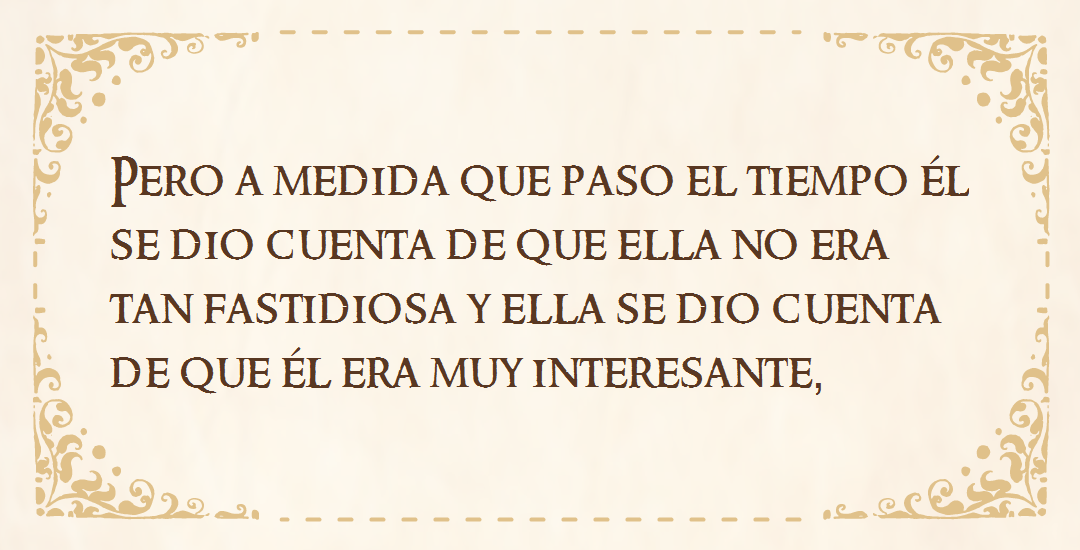 Pero a medida que paso el tiempo él
se dio cuenta de que ella no era
tan fastidiosa y ella se dio cuenta
de que él era muy interesante,